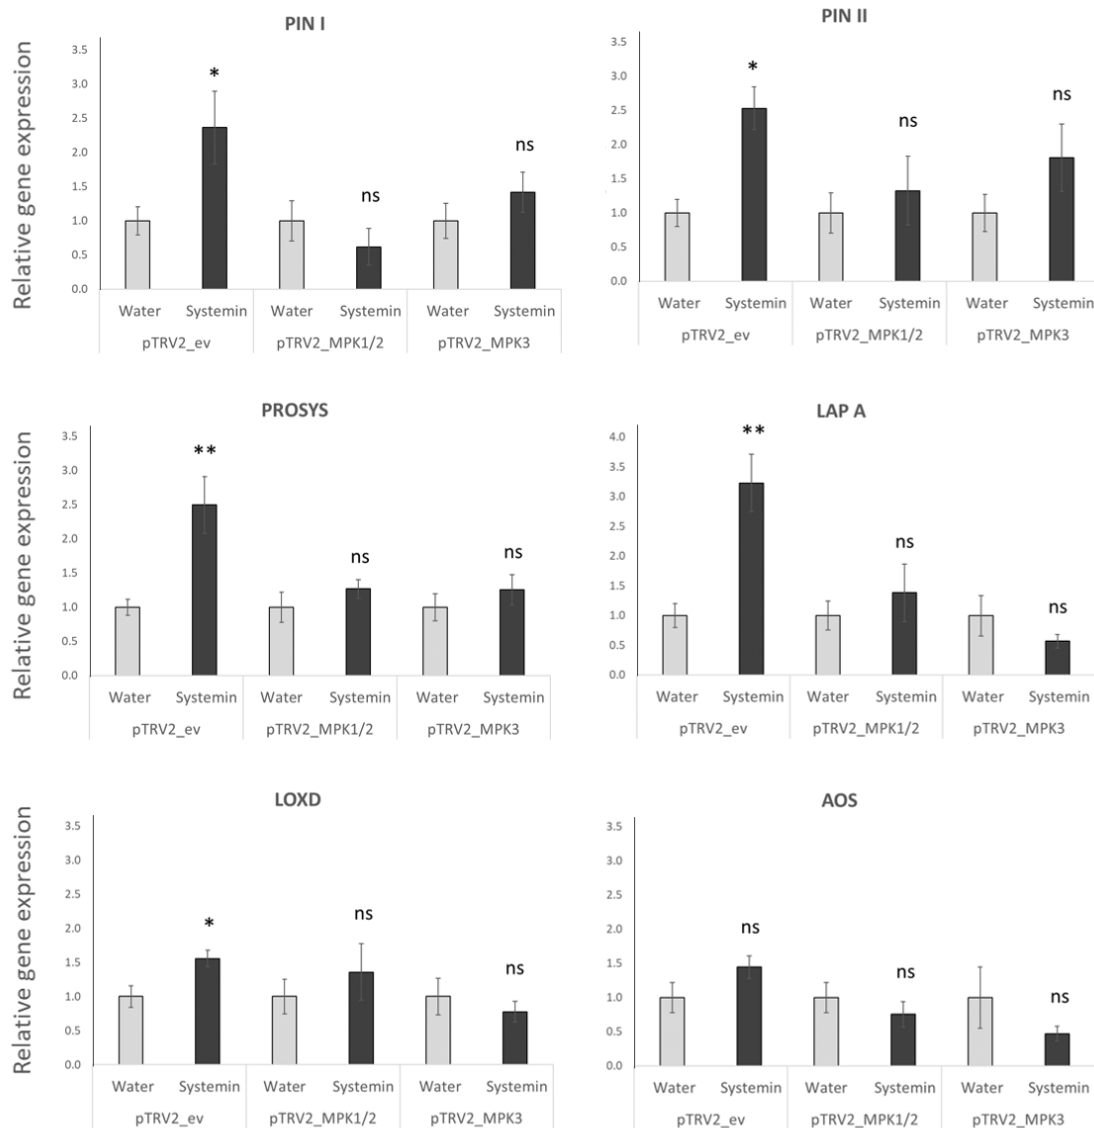 PIN I
Relative gene expression
3.5
3.0
2.5
2.0
1.5
1.0
0.5
0.0
*
ns
ns
Water Systemin Water Systemin Water Systemin
pTRV2_ev pTRV2_MPK1/2 pTRV2_MPK3
PIN II
3.5
3.0
2.5
2.0
1.5
1.0
0.5
0.0
*
ns
ns
Water Systemin Water Systemin Water Systemin
pTRV2_ev pTRV2_MPK1/2 pTRV2_MPK3
PROSYS
Relative gene expression
3.5
3.0
2.5
2.0
1.5
1.0
0.5
0.0
**
ns
ns
Water Systemin Water Systemin Water Systemin
pTRV2_ev pTRV2_MPK1/2 pTRV2_MPK3
LAP A
4.0
3.5
3.0
2.5
2.0
1.5
1.0
0.5
0.0
**
ns
ns
Water Systemin Water Systemin Water Systemin
pTRV2_ev pTRV2_MPK1/2 pTRV2_MPK3
LOXD
Relative gene expression
3.5
3.0
2.5
2.0
1.5
1.0
0.5
0.0
*
ns
ns
Water Systemin Water Systemin Water Systemin
pTRV2_ev pTRV2_MPK1/2 pTRV2_MPK3
AOS
3.5
3.0
2.5
2.0
1.5
1.0
0.5
0.0
ns
ns
ns
Water Systemin Water Systemin Water Systemin
pTRV2_ev pTRV2_MPK1/2 pTRV2_MPK3